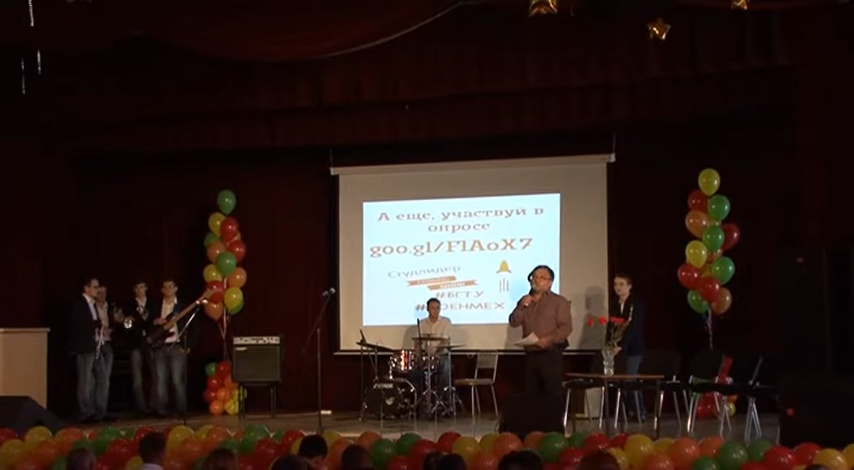 А еще, участвуй в
опросе
goo.gl/FlAoX7
Студлидер
#БГТУ
#ВОЕНМЕХ